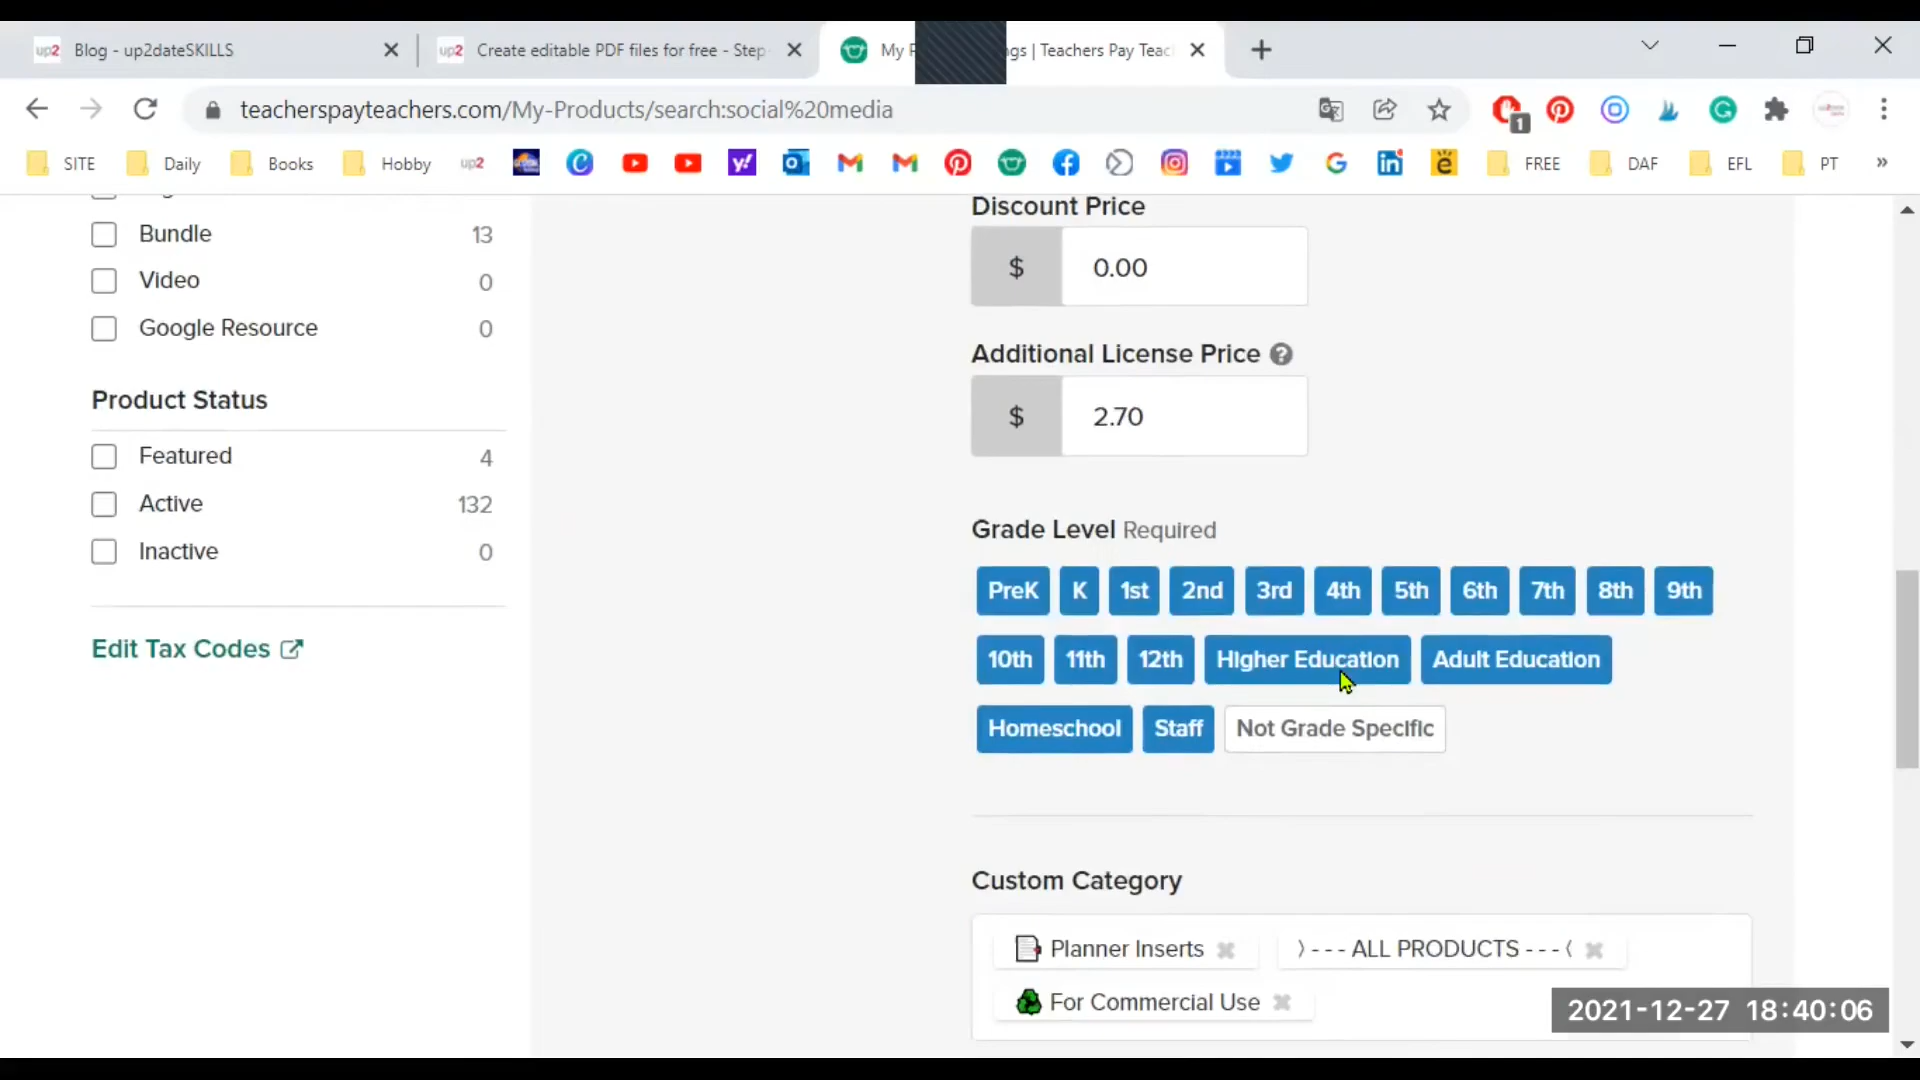 up2 Blog - up2dateSKILLS
up2 Create editable PDF files for free - Step
My P gs | Teachers Pay Teac
teacherspayteachers.com/My-Products/search:social%20media
1
SITE Daily Books Hobby up2 FREE DAF EFL PT »
Bundle 13
Video 0
Google Resource 0
Product Status
Featured 4
Active 132
Inactive 0
Edit Tax Codes
Discount Price
$ 0.00
Additional License Price ?
$ 2.70
Grade Level Required
PreK K 1st 2nd 3rd 4th 5th 6th 7th 8th 9th
10th 11th 12th Higher Education Adult Education
Homeschool Staff Not Grade Specific
Custom Category
Planner Inserts ⟩--- ALL PRODUCTS ---⟨
For Commercial Use
2021-12-27 18:40:06